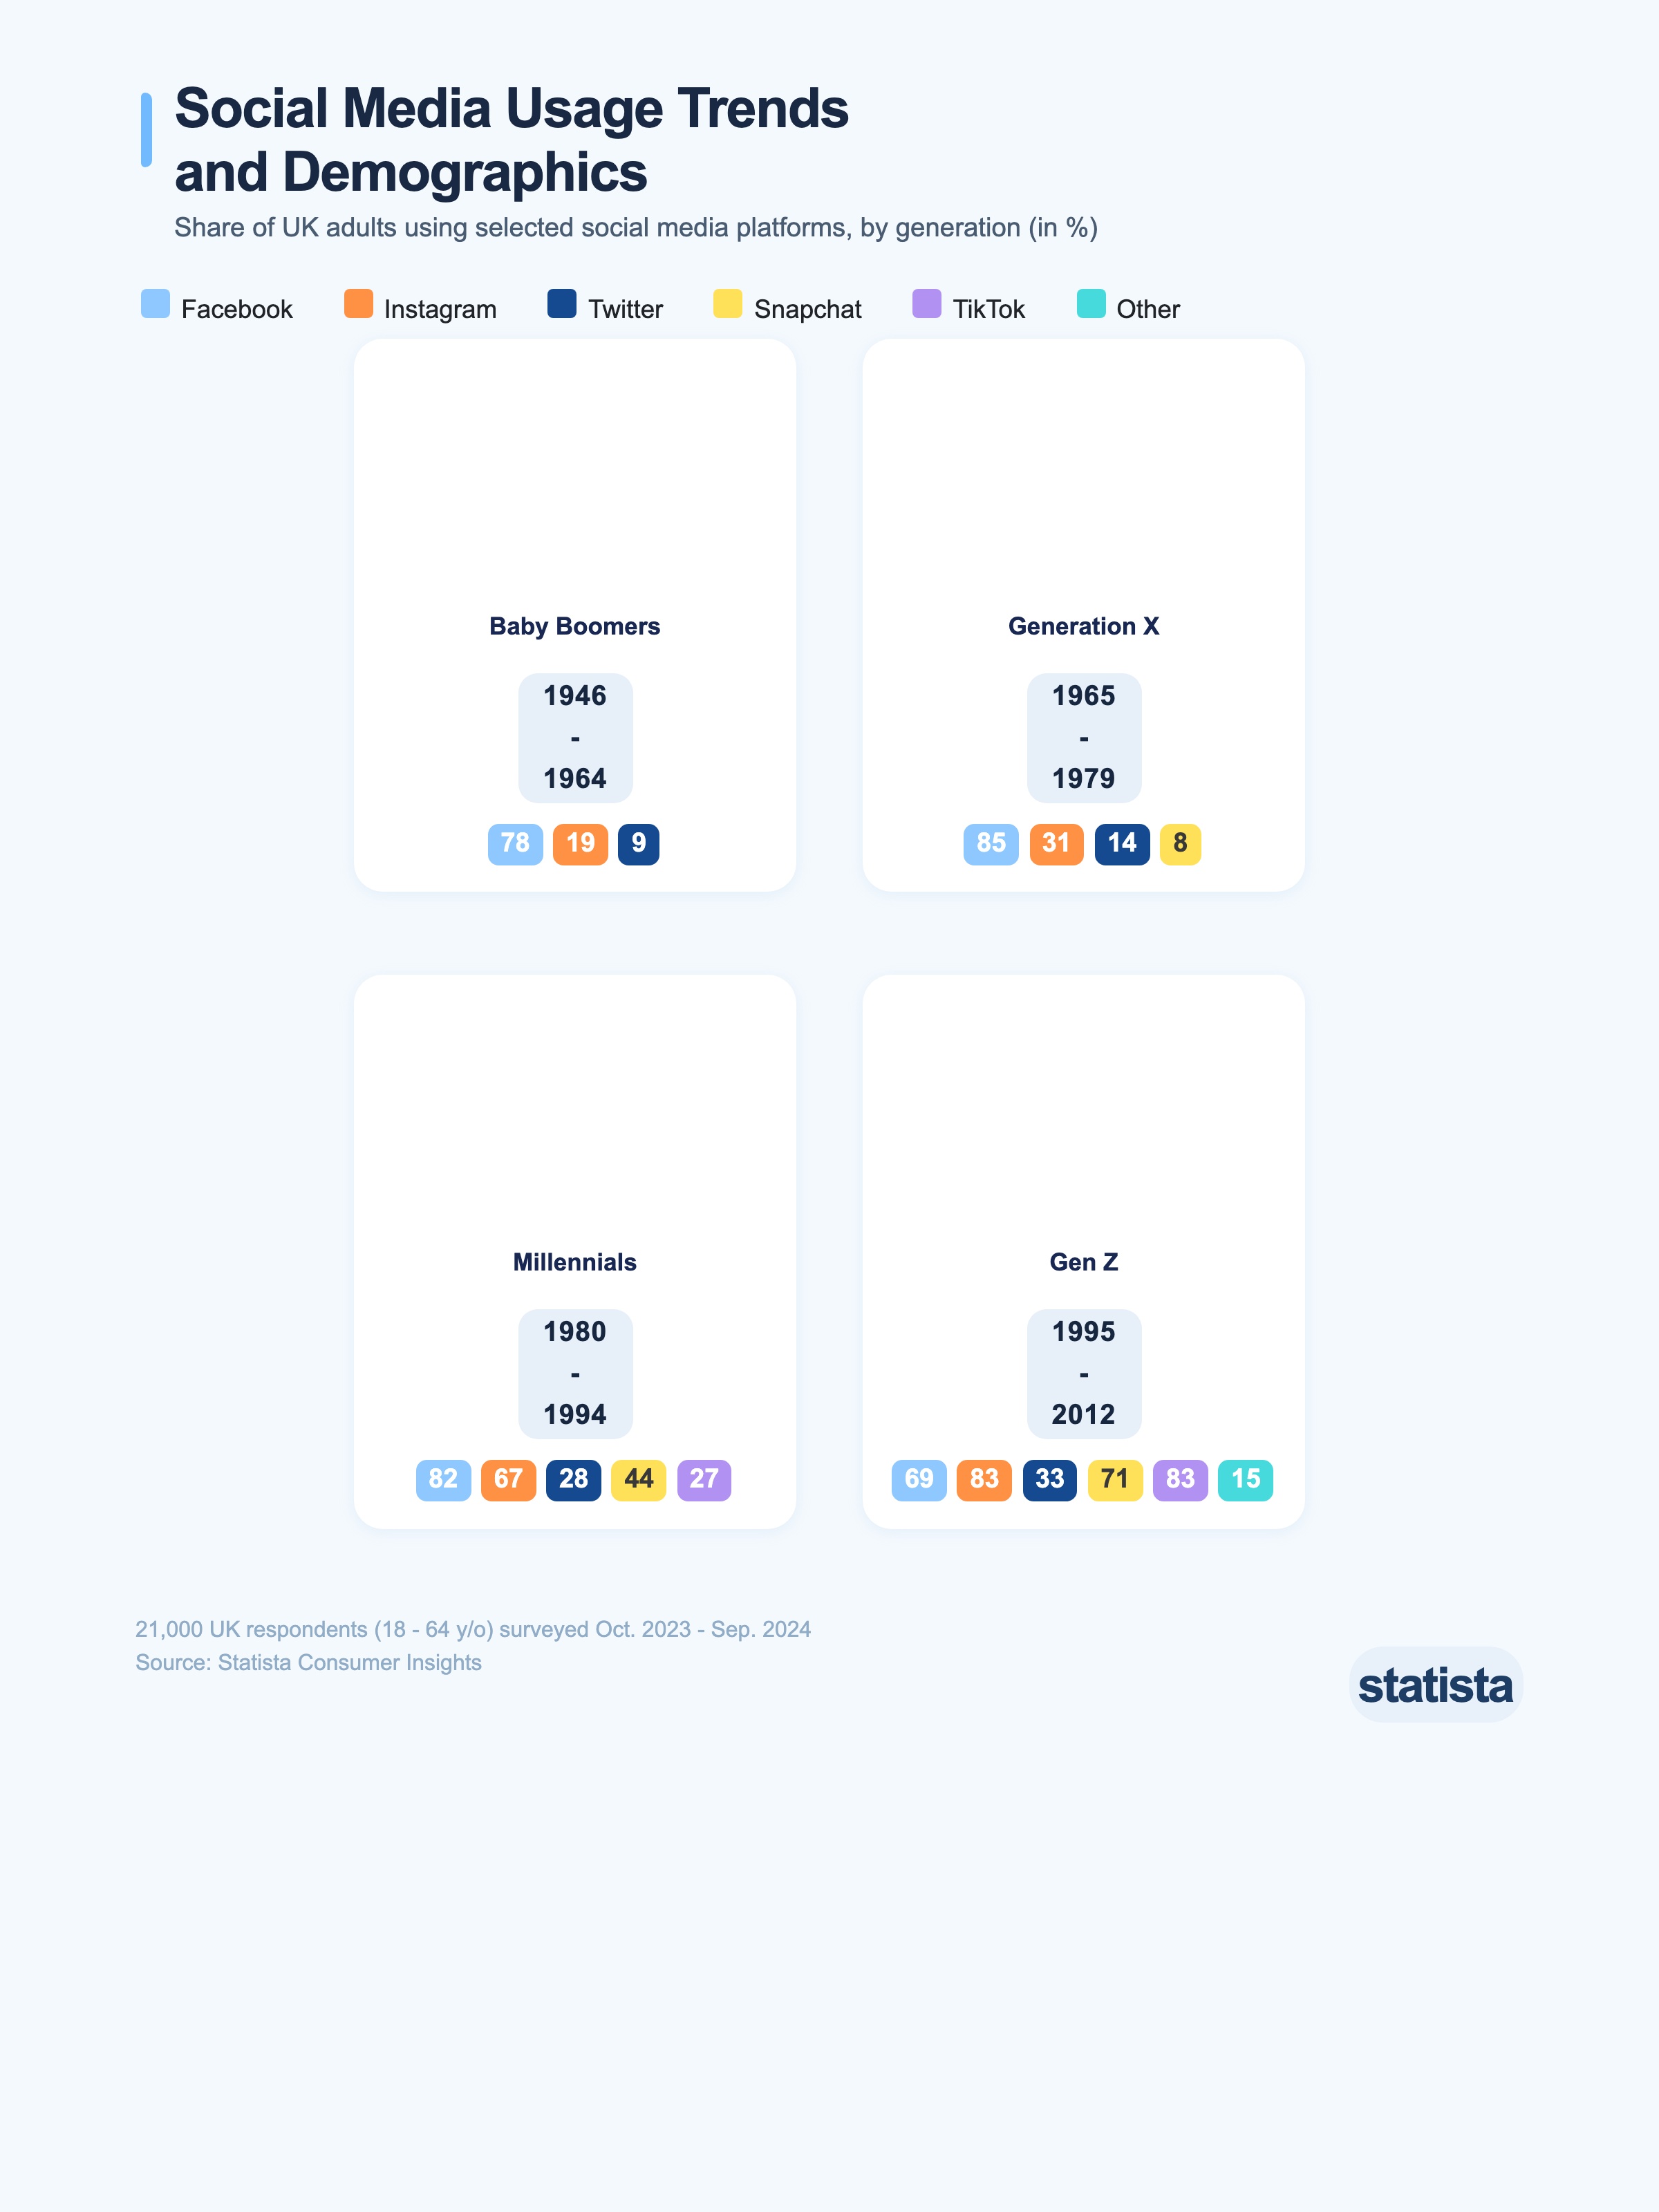 Social Media Usage Trends
and Demographics
Share of UK adults using selected social media platforms, by generation (in %)
Facebook Instagram Twitter Snapchat TikTok Other
Baby Boomers
1946
-
1964
78 19 9
Generation X
1965
-
1979
85 31 14 8
Millennials
1980
-
1994
82 67 28 44 27
Gen Z
1995
-
2012
69 83 33 71 83 15
21,000 UK respondents (18 - 64 y/o) surveyed Oct. 2023 - Sep. 2024
Source: Statista Consumer Insights
statista